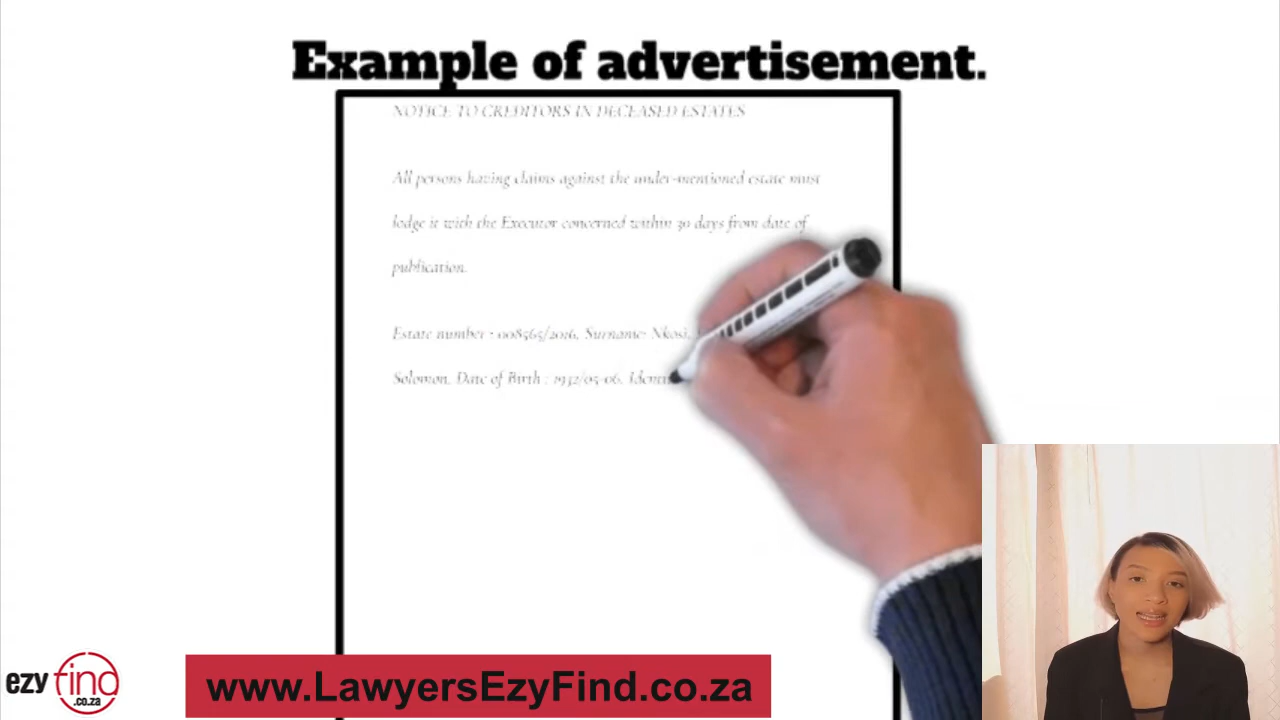 Example of advertisement.
NOTICE TO CREDITORS IN DECEASED ESTATES
All persons having claims against the under-mentioned estate must
lodge it with the Executor concerned within 30 days from date of
publication.
Estate number : 008565/2016, Surname: Nkosi,
Solomon, Date of Birth : 1932/05-06,
ezy find
.co.za
www.LawyersEzyFind.co.za